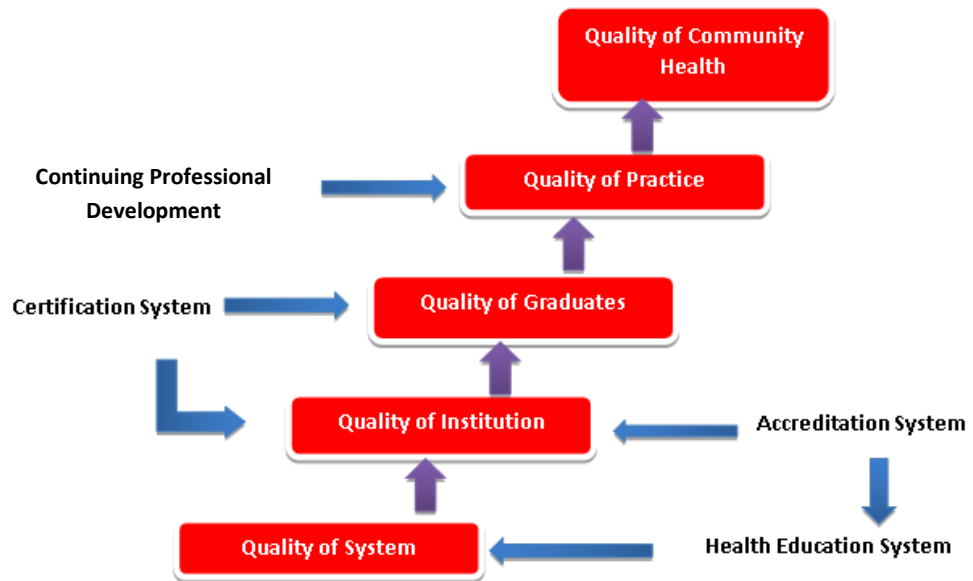 Quality of Community
Health
Continuing Professional
Development
Quality of Practice
Certification System
Quality of Graduates
Quality of Institution
Accreditation System
Quality of System
Health Education System